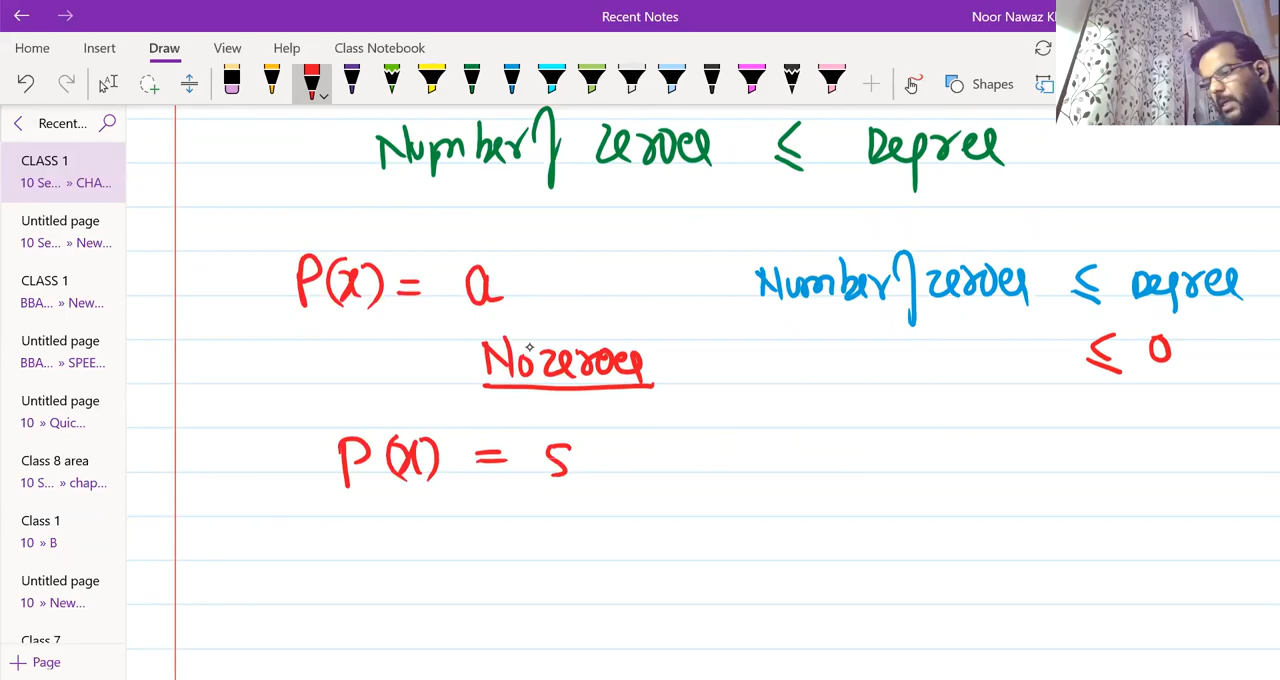 Recent Notes
Noor Nawaz Kh
Home Insert Draw View Help Class Notebook
Shapes
Recent...
CLASS 1
10 Se... » CHA...
Untitled page
10 Se... » New...
CLASS 1
BBA... » New...
Untitled page
BBA... » SPEE...
Untitled page
10 » Quic...
Class 8 area
10 S... » chap...
Class 1
10 » B
Untitled page
10 » New...
Class 7
Page
Number of zeroes ≤ Degree
P(x) = a
Number of zeroes ≤ Degree
No zeroes
≤ 0
P(x) = 5